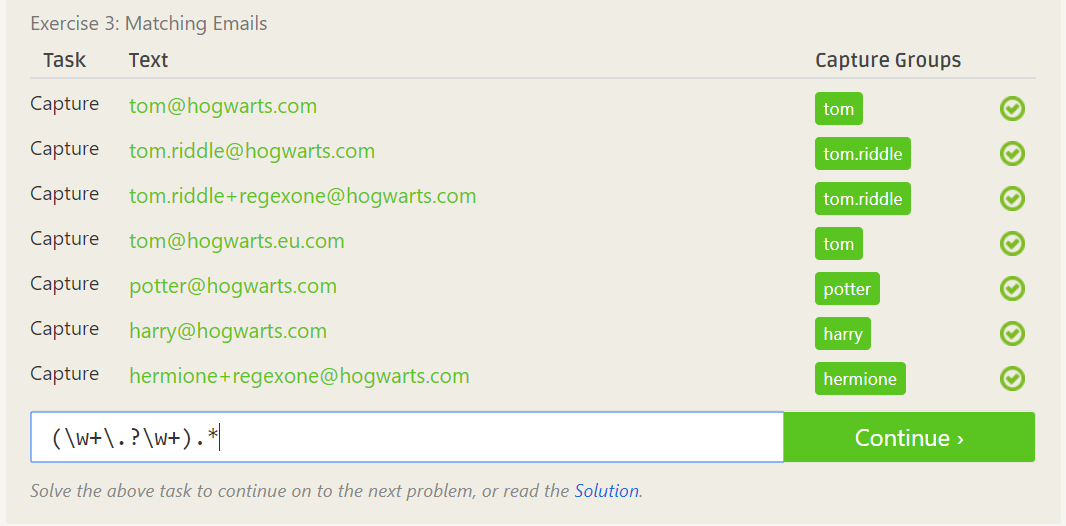 Exercise 3: Matching Emails
Task Text Capture Groups
Capture tom@hogwarts.com tom
Capture tom.riddle@hogwarts.com tom.riddle
Capture tom.riddle+regexone@hogwarts.com tom.riddle
Capture tom@hogwarts.eu.com tom
Capture potter@hogwarts.com potter
Capture harry@hogwarts.com harry
Capture hermione+regexone@hogwarts.com hermione
(\w+\.?\w+).* Continue ›
Solve the above task to continue on to the next problem, or read the Solution.